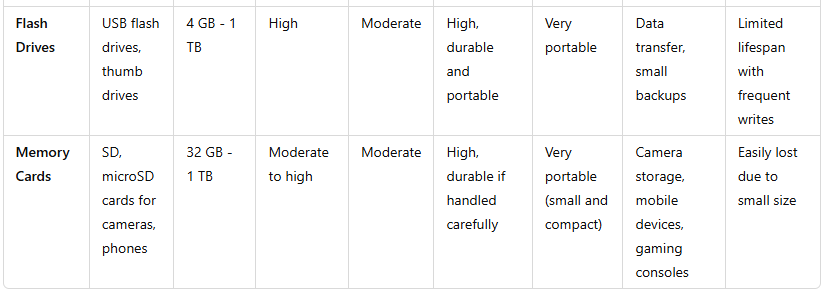 Flash Drives
USB flash drives, thumb drives
4 GB - 1 TB
High
Moderate
High, durable and portable
Very portable
Data transfer, small backups
Limited lifespan with frequent writes
Memory Cards
SD, microSD cards for cameras, phones
32 GB - 1 TB
Moderate to high
Moderate
High, durable if handled carefully
Very portable (small and compact)
Camera storage, mobile devices, gaming consoles
Easily lost due to small size